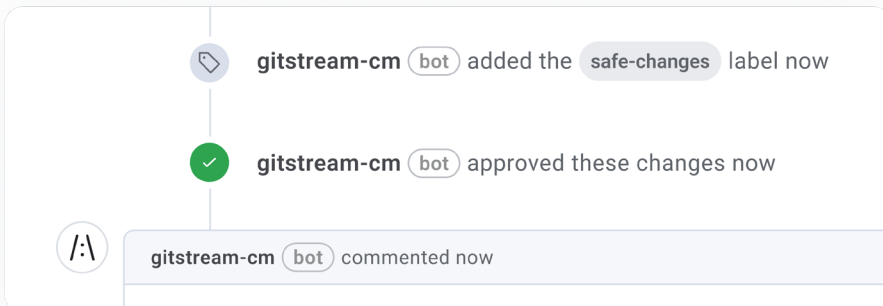 gitstream-cm bot added the safe-changes label now
gitstream-cm bot approved these changes now
/:\
gitstream-cm bot commented now